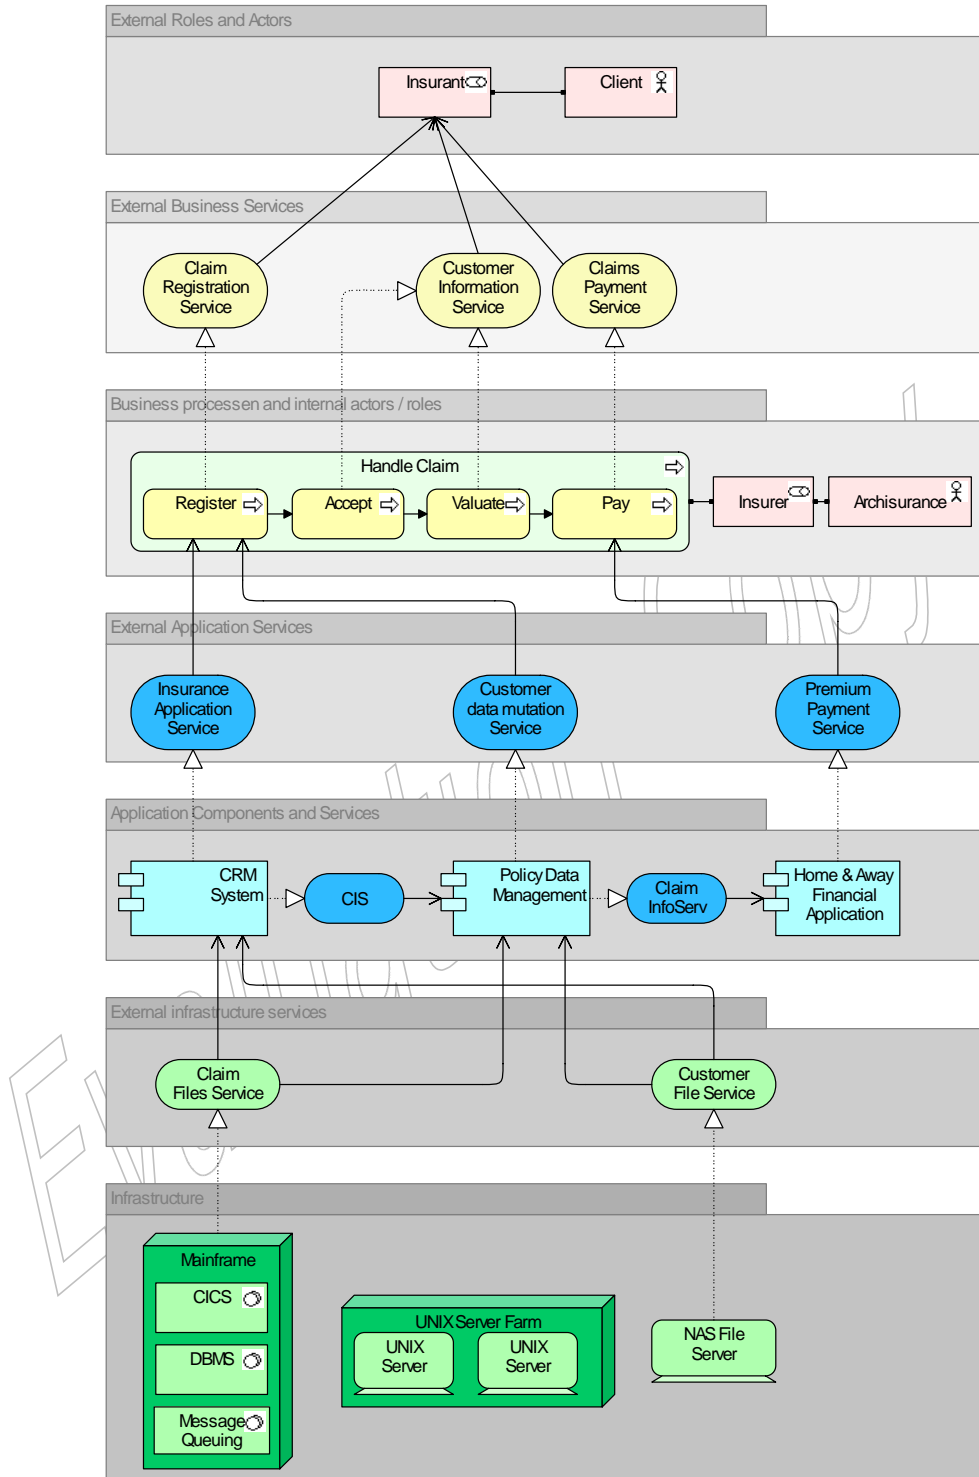 External Roles and Actors
Insurant
Client
External Business Services
Claim
Registration
Service
Customer
Information
Service
Claims
Payment
Service
Business processen and internal actors / roles
Handle Claim
Register
Accept
Valuate
Pay
Insurer
Archisurance
External Application Services
Insurance
Application
Service
Customer
data mutation
Service
Premium
Payment
Service
Application Components and Services
CRM
System
CIS
Policy Data
Management
Claim
InfoServ
Home & Away
Financial
Application
External infrastructure services
Claim
Files Service
Customer
File Service
Infrastructure
Mainframe
CICS
DBMS
Message
Queuing
UNIX Server Farm
UNIX
Server
UNIX
Server
NAS File
Server